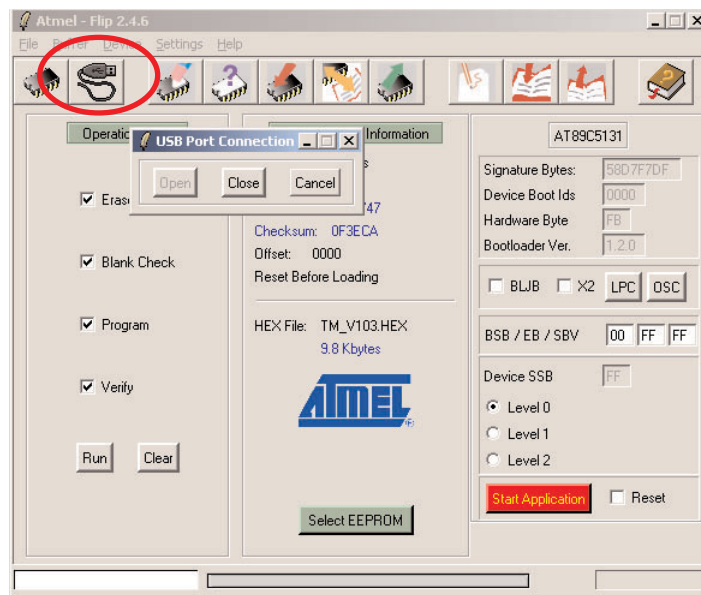 Atmel - Flip 2.4.6
File Buffer Device Settings Help
USB Port Connection
Open Close Cancel
Information
Blank Check
Program
Verify
Run Clear
47
Checksum: 0F3ECA
Offset: 0000
Reset Before Loading
HEX File: TM_V103.HEX
9.8 Kbytes
ATMEL
Select EEPROM
AT89C5131
Signature Bytes: 58D7F7DF
Device Boot Ids 0000
Hardware Byte FB
Bootloader Ver. 1.2.0
BLJB X2 LPC OSC
BSB / EB / SBV 00 FF FF
Device SSB FF
Level 0
Level 1
Level 2
Start Application Reset